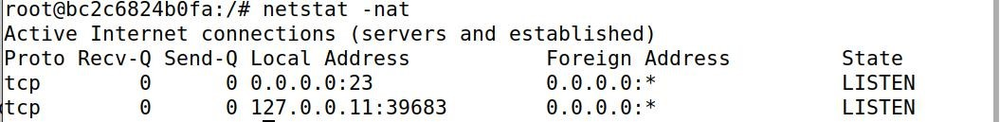 root@bc2c6824b0fa:/# netstat -nat
Active Internet connections (servers and established)
Proto Recv-Q Send-Q Local Address           Foreign Address         State
tcp        0      0 0.0.0.0:23              0.0.0.0:*               LISTEN
tcp        0      0 127.0.0.11:39683        0.0.0.0:*               LISTEN